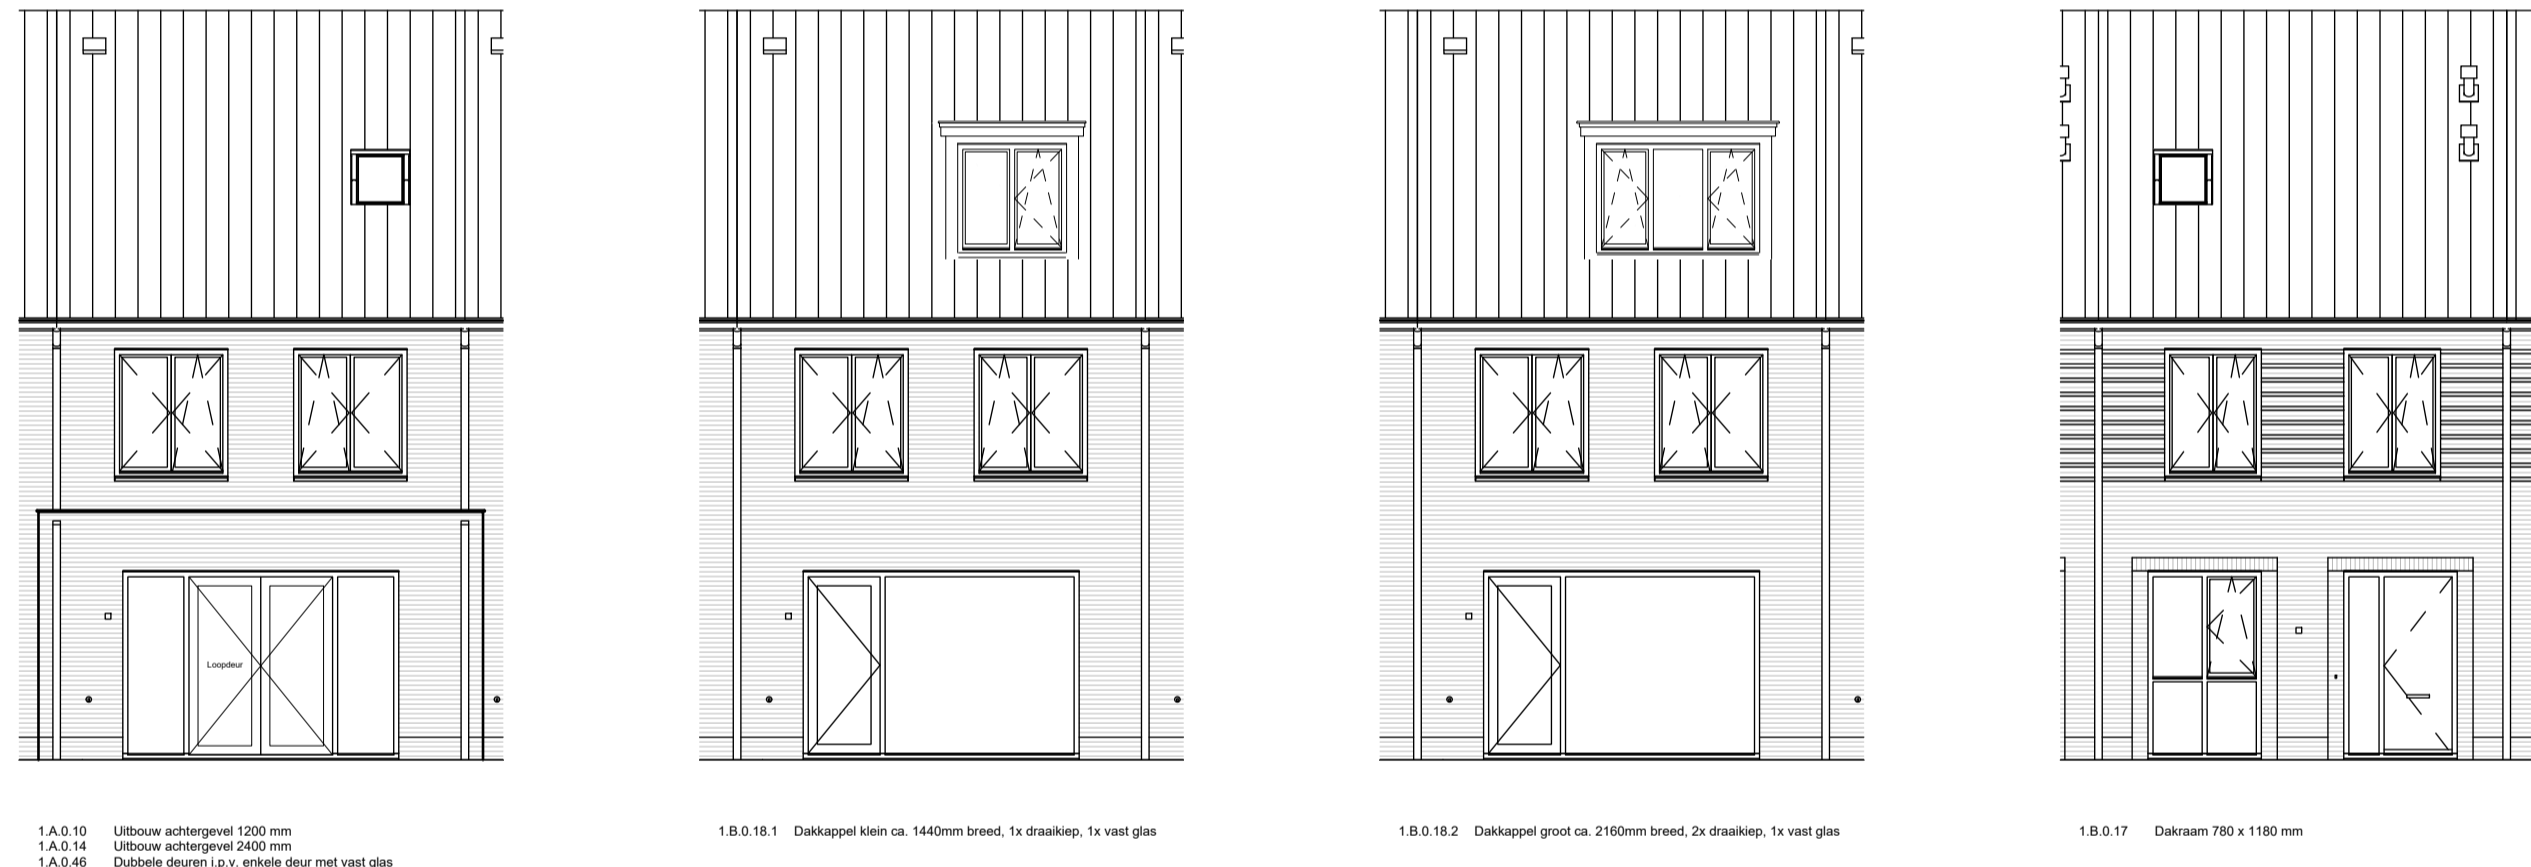 Loopdeur
1.A.0.10 Uitbouw achtergevel 1200 mm
1.A.0.14 Uitbouw achtergevel 2400 mm
1.A.0.46 Dubbele deuren i.p.v. enkele deur met vast glas
1.B.0.18.1 Dakkappel klein ca. 1440mm breed, 1x draaikiep, 1x vast glas
1.B.0.18.2 Dakkappel groot ca. 2160mm breed, 2x draaikiep, 1x vast glas
1.B.0.17 Dakraam 780 x 1180 mm